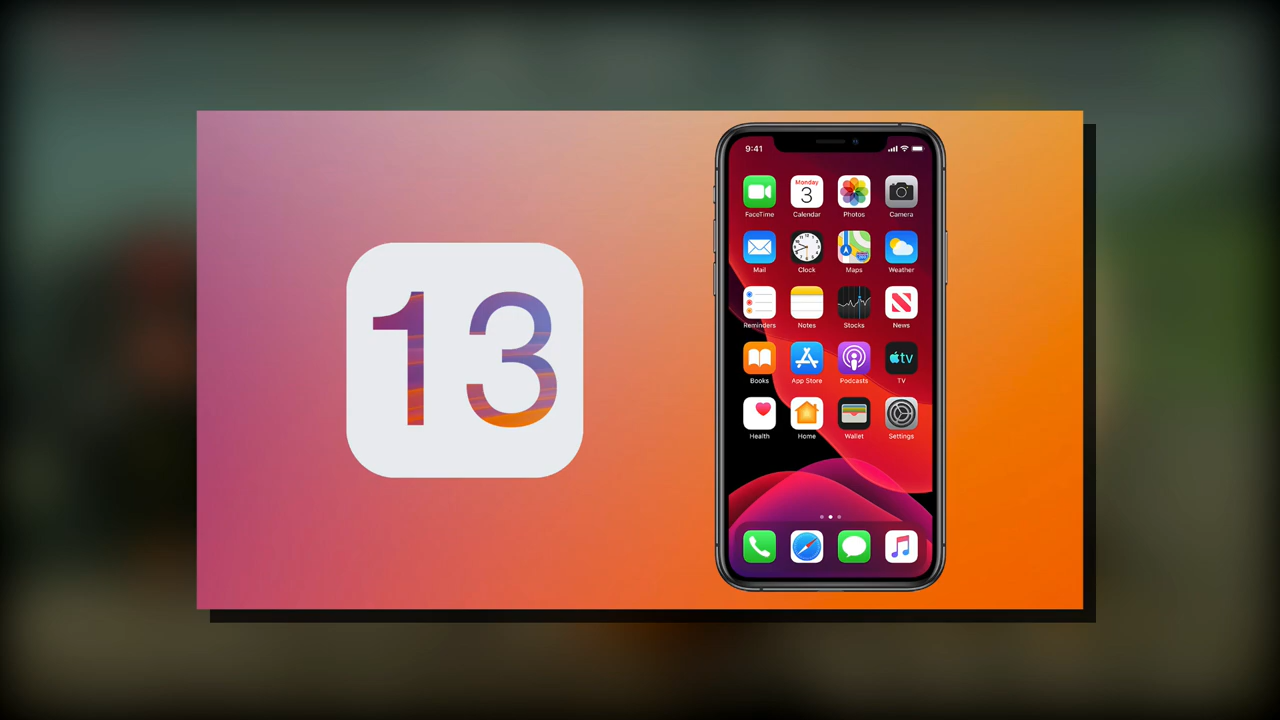 13
9:41
Monday
3
FaceTime Calendar Photos Camera
Mail Clock Maps Weather
Reminders Notes Stocks News
Books App Store Podcasts tv
TV
Health Home Wallet Settings